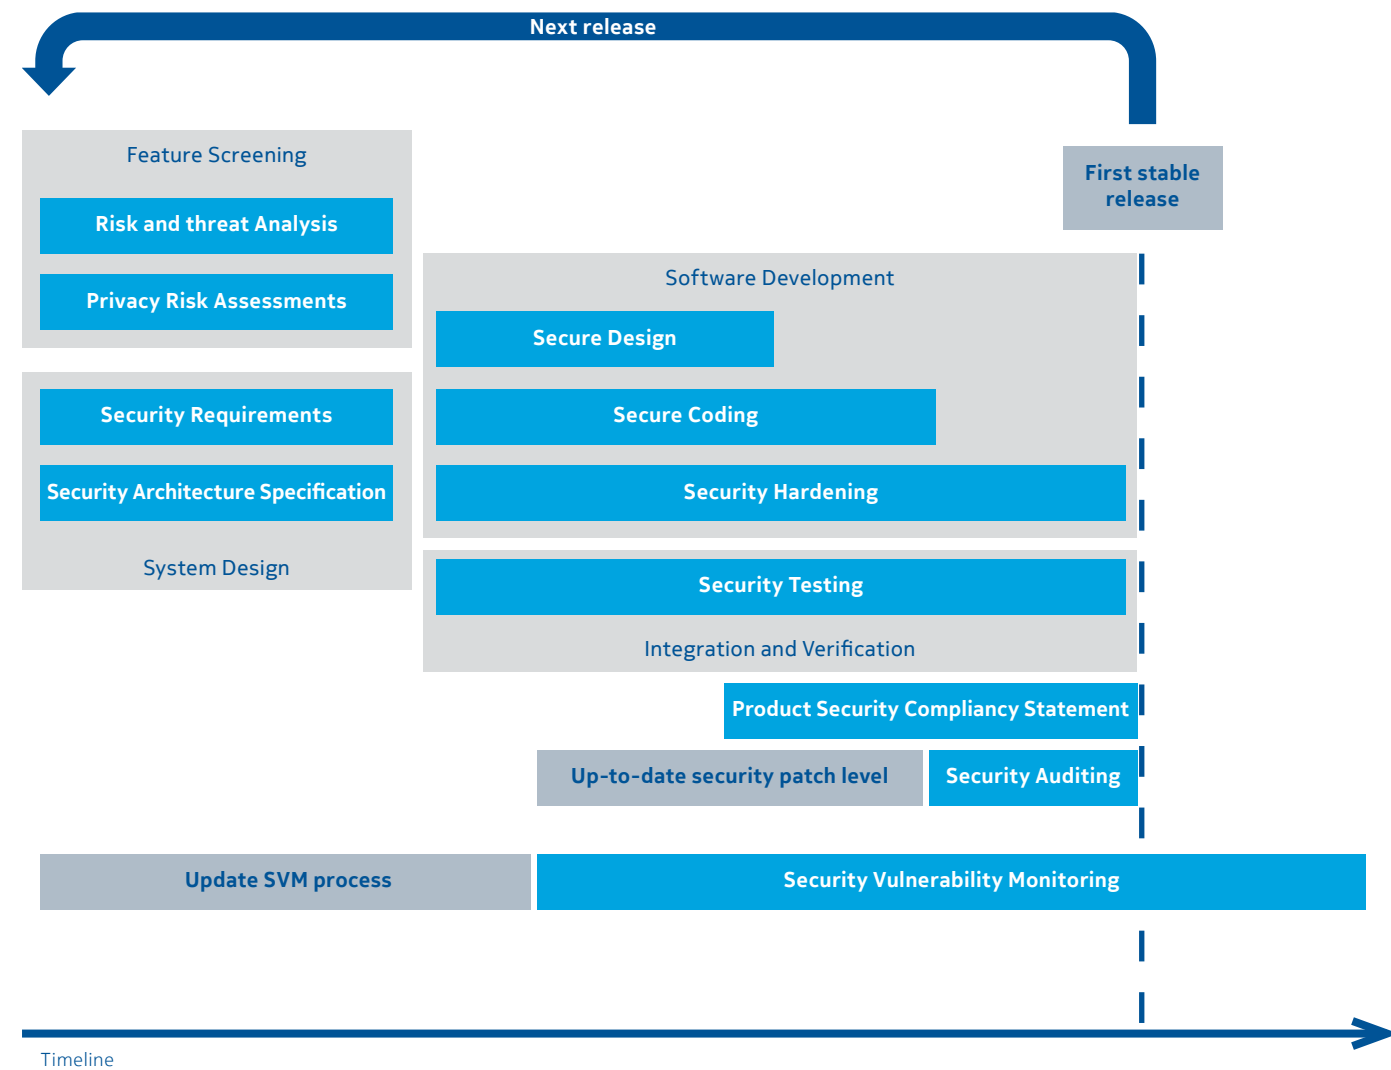 Next release
Feature Screening
Risk and threat Analysis
Privacy Risk Assessments
Security Requirements
Security Architecture Specification
System Design
First stable
release
Software Development
Secure Design
Secure Coding
Security Hardening
Security Testing
Integration and Verification
Product Security Compliancy Statement
Up-to-date security patch level
Security Auditing
Update SVM process
Security Vulnerability Monitoring
Timeline